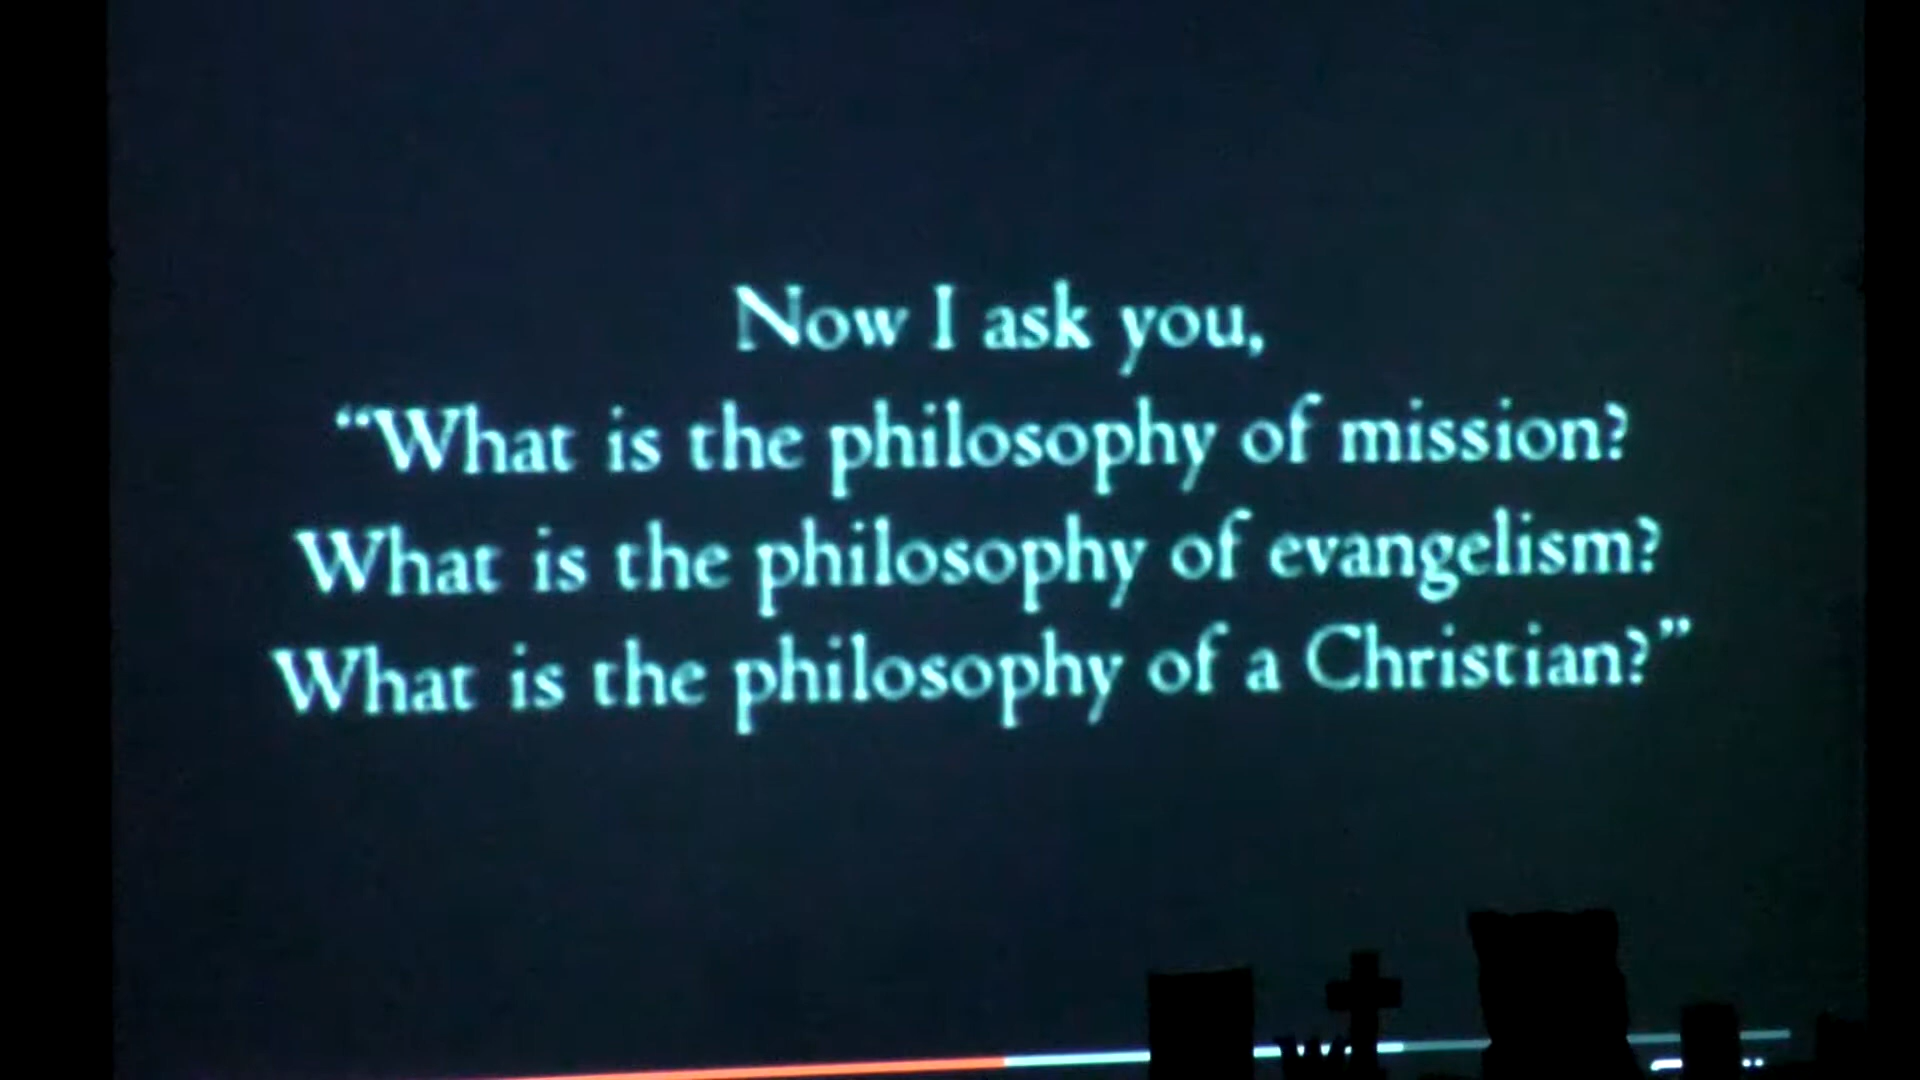 Now I ask you,
“What is the philosophy of mission?
What is the philosophy of evangelism?
What is the philosophy of a Christian?”